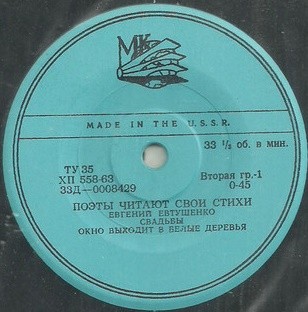 МК
MADE IN THE U.S.S.R.
33 ⅓ об. в мин.
ТУ 35
ХП 558-63
33Д—0008429
Вторая гр.-1
0-45
ПОЭТЫ ЧИТАЮТ СВОИ СТИХИ
ЕВГЕНИЙ ЕВТУШЕНКО
СВАДЬБЫ
ОКНО ВЫХОДИТ В БЕЛЫЕ ДЕРЕВЬЯ